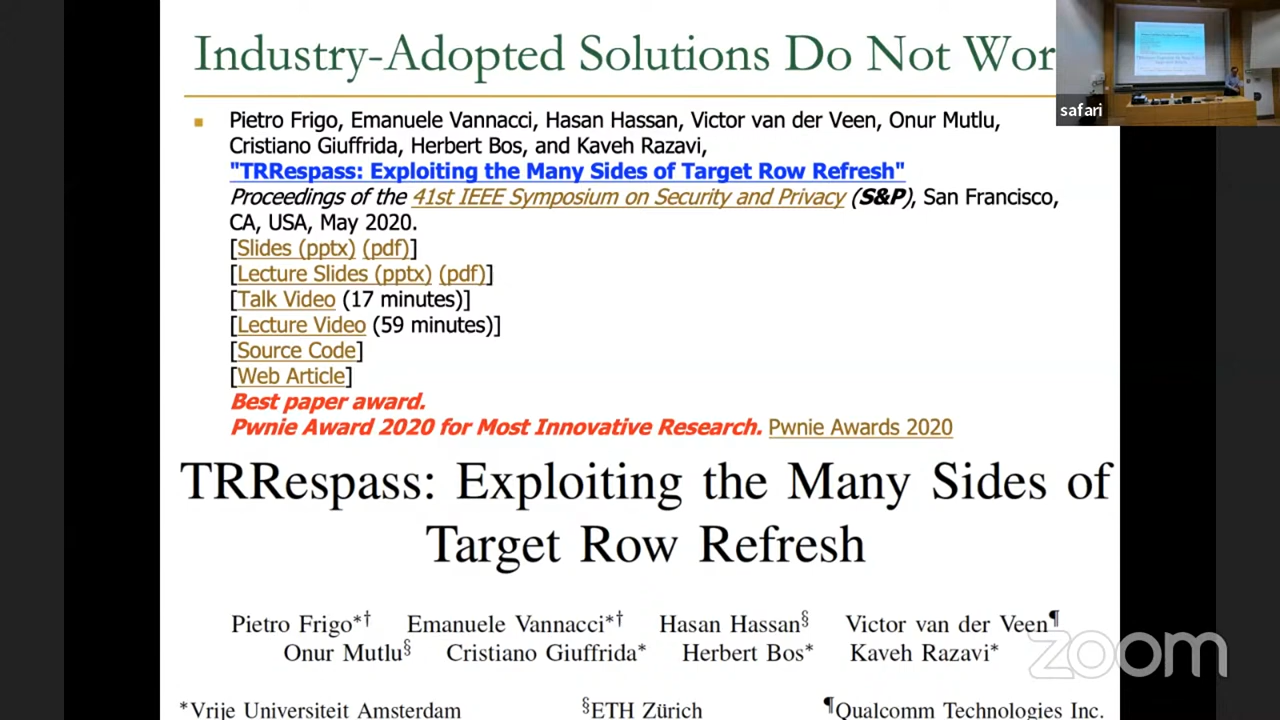 Industry-Adopted Solutions Do Not Wor
safari
Pietro Frigo, Emanuele Vannacci, Hasan Hassan, Victor van der Veen, Onur Mutlu,
Cristiano Giuffrida, Herbert Bos, and Kaveh Razavi,
"TRRespass: Exploiting the Many Sides of Target Row Refresh"
Proceedings of the 41st IEEE Symposium on Security and Privacy (S&P), San Francisco,
CA, USA, May 2020.
[Slides (pptx) (pdf)]
[Lecture Slides (pptx) (pdf)]
[Talk Video (17 minutes)]
[Lecture Video (59 minutes)]
[Source Code]
[Web Article]
Best paper award.
Pwnie Award 2020 for Most Innovative Research. Pwnie Awards 2020
TRRespass: Exploiting the Many Sides of
Target Row Refresh
Pietro Frigo*† Emanuele Vannacci*† Hasan Hassan§ Victor van der Veen¶
Onur Mutlu§ Cristiano Giuffrida* Herbert Bos* Kaveh Razavi*
zoom
*Vrije Universiteit Amsterdam §ETH Zürich ¶Qualcomm Technologies Inc.